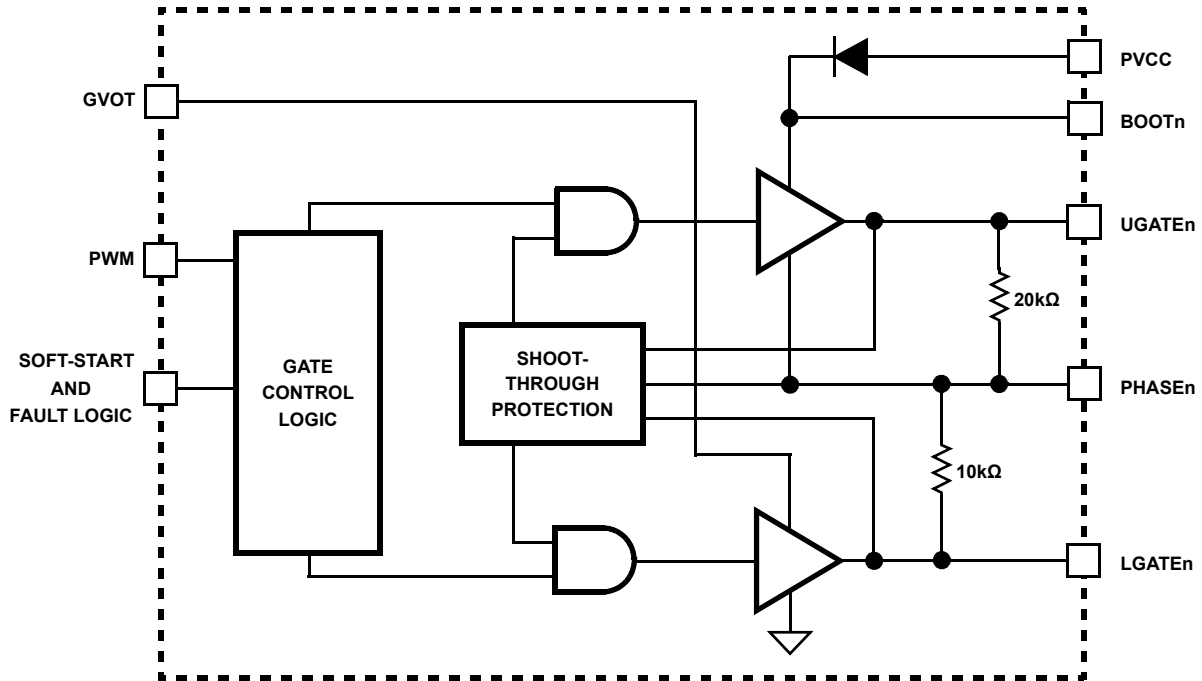 PVCC
GVOT
BOOTn
UGATEn
PWM
20kΩ
SOFT-START
AND
FAULT LOGIC
GATE
CONTROL
LOGIC
SHOOT-
THROUGH
PROTECTION
PHASEn
10kΩ
LGATEn